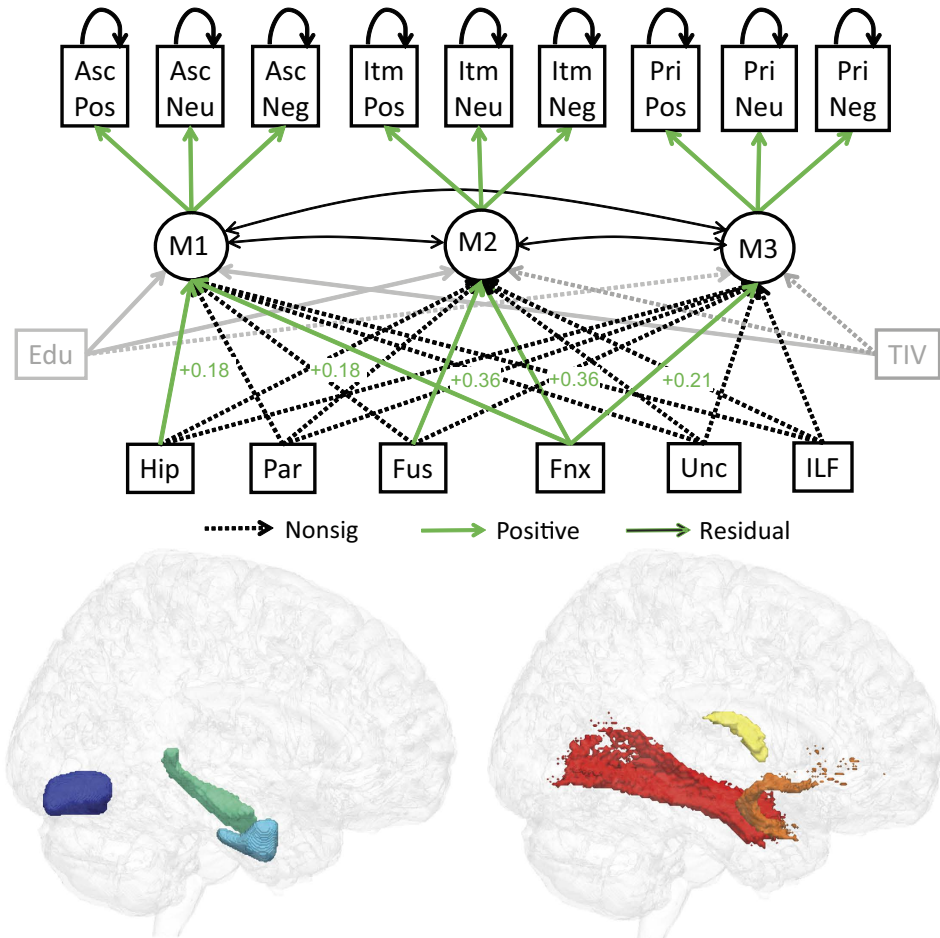 Asc
Pos
Asc
Neu
Asc
Neg
Itm
Pos
Itm
Neu
Itm
Neg
Pri
Pos
Pri
Neu
Pri
Neg
M1
M2
M3
Edu
TIV
+0.18
+0.18
+0.36
+0.36
+0.21
Hip
Par
Fus
Fnx
Unc
ILF
Nonsig
Positive
Residual